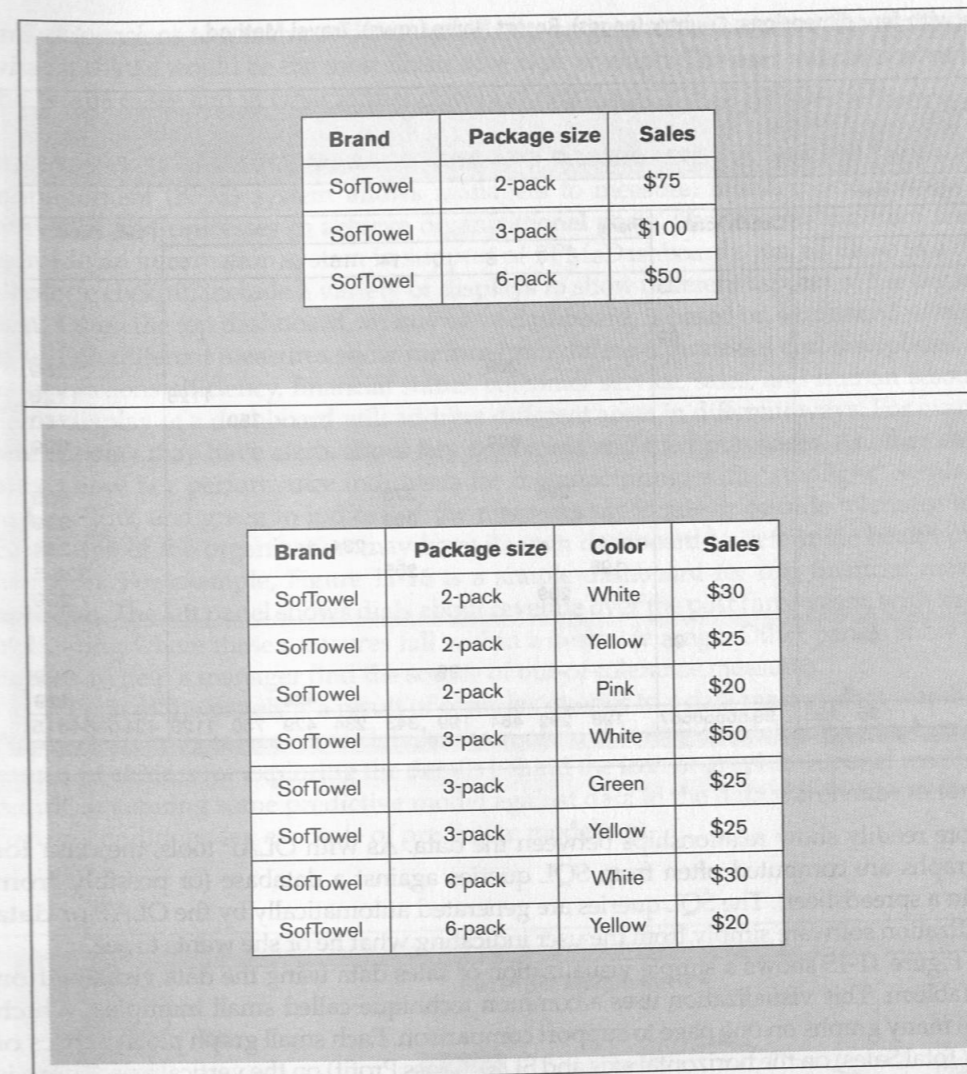 Brand Package size Sales
SofTowel 2-pack $75
SofTowel 3-pack $100
SofTowel 6-pack $50
Brand Package size Color Sales
SofTowel 2-pack White $30
SofTowel 2-pack Yellow $25
SofTowel 2-pack Pink $20
SofTowel 3-pack White $50
SofTowel 3-pack Green $25
SofTowel 3-pack Yellow $25
SofTowel 6-pack White $30
SofTowel 6-pack Yellow $20